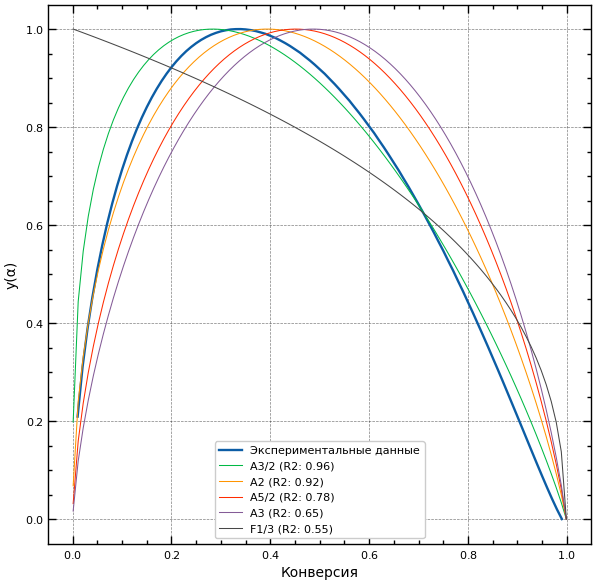 1.0
0.8
0.6
0.4
0.2
0.0
y(α)
Экспериментальные данные
A3/2 (R2: 0.96)
A2 (R2: 0.92)
A5/2 (R2: 0.78)
A3 (R2: 0.65)
F1/3 (R2: 0.55)
0.0 0.2 0.4 0.6 0.8 1.0
Конверсия